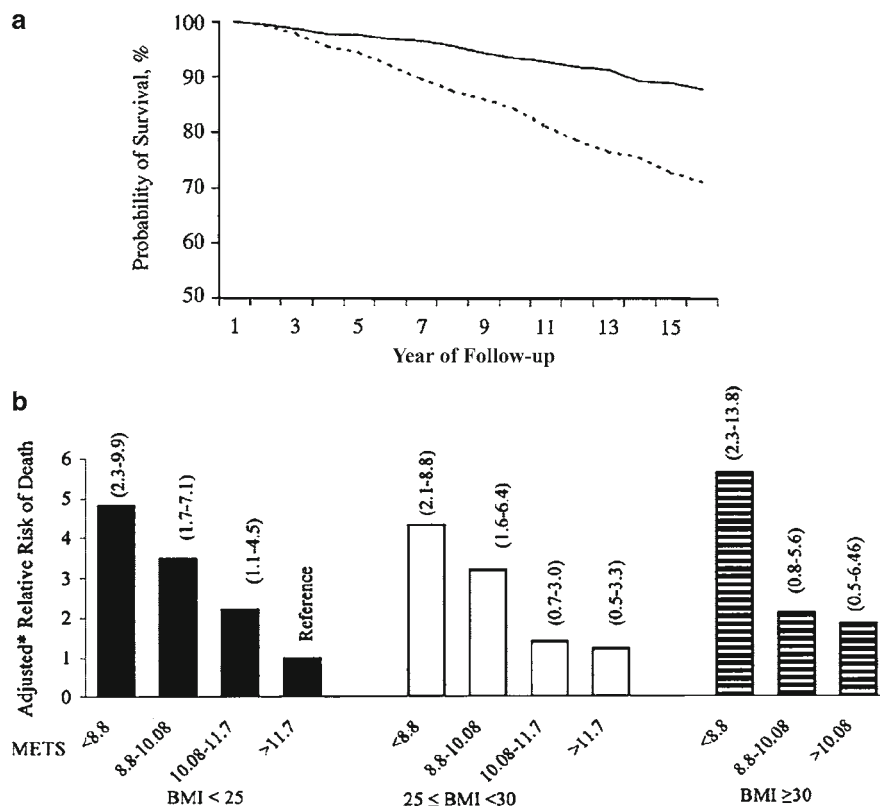 a
Probability of Survival, %
100
90
80
70
60
50
1 3 5 7 9 11 13 15
Year of Follow-up
b
Adjusted* Relative Risk of Death
6
5
4
3
2
1
0
(2.3-9.9)
(1.7-7.1)
(1.1-4.5)
Reference
(2.1-8.8)
(1.6-6.4)
(0.7-3.0)
(0.5-3.3)
(2.3-13.8)
(0.8-5.6)
(0.5-6.46)
METS <8.8 8.8-10.08 10.08-11.7 >11.7 <8.8 8.8-10.08 10.08-11.7 >11.7 <8.8 8.8-10.08 >10.08
BMI < 25 25 ≤ BMI <30 BMI ≥30